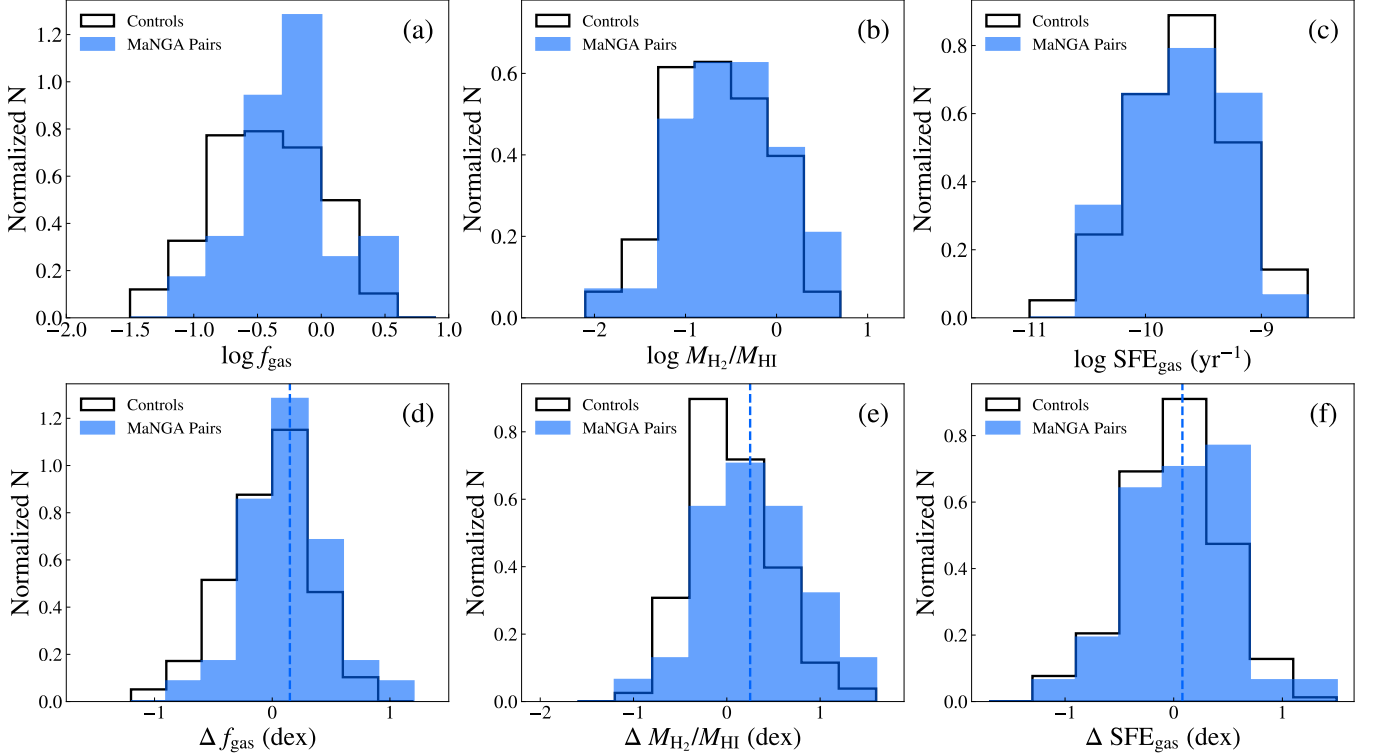 Controls
MaNGA Pairs
(a)
Normalized N
0.0
0.2
0.4
0.6
0.8
1.0
1.2
−2.0 −1.5 −1.0 −0.5 0.0 0.5 1.0
log f_gas
Controls
MaNGA Pairs
(b)
Normalized N
0.0
0.2
0.4
0.6
−2 −1 0 1
log M_H₂/M_HI
Controls
MaNGA Pairs
(c)
Normalized N
0.0
0.2
0.4
0.6
0.8
−11 −10 −9
log SFE_gas (yr⁻¹)
Controls
MaNGA Pairs
(d)
Normalized N
0.0
0.2
0.4
0.6
0.8
1.0
1.2
−1 0 1
Δ f_gas (dex)
Controls
MaNGA Pairs
(e)
Normalized N
0.0
0.2
0.4
0.6
0.8
−2 −1 0 1
Δ M_H₂/M_HI (dex)
Controls
MaNGA Pairs
(f)
Normalized N
0.0
0.2
0.4
0.6
0.8
−1 0 1
Δ SFE_gas (dex)